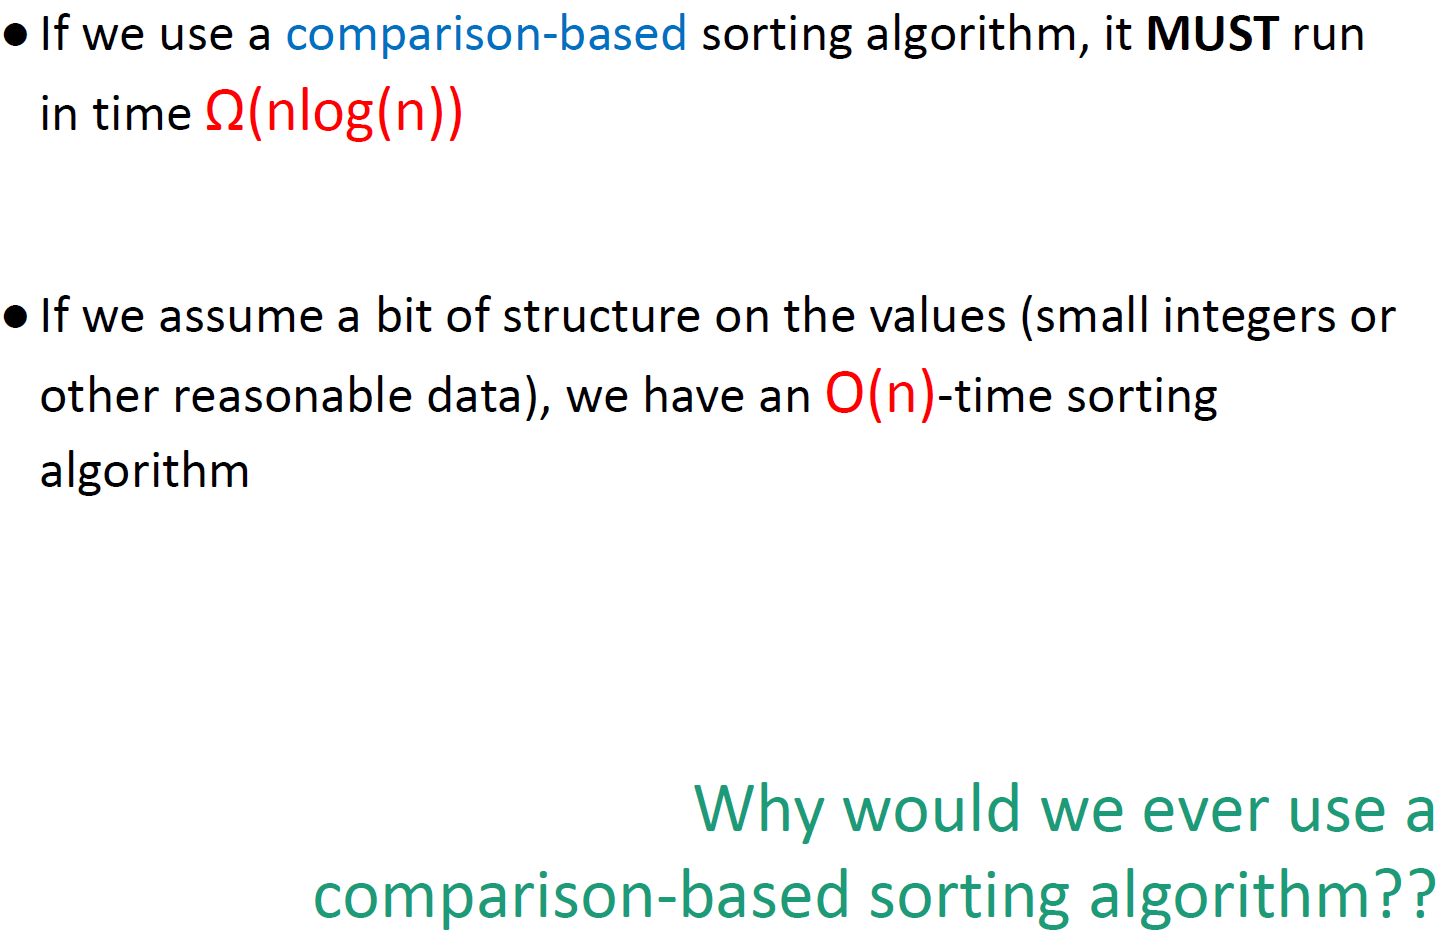 ● If we use a comparison-based sorting algorithm, it MUST run
in time Ω(nlog(n))
● If we assume a bit of structure on the values (small integers or
other reasonable data), we have an O(n)-time sorting
algorithm
Why would we ever use a
comparison-based sorting algorithm??